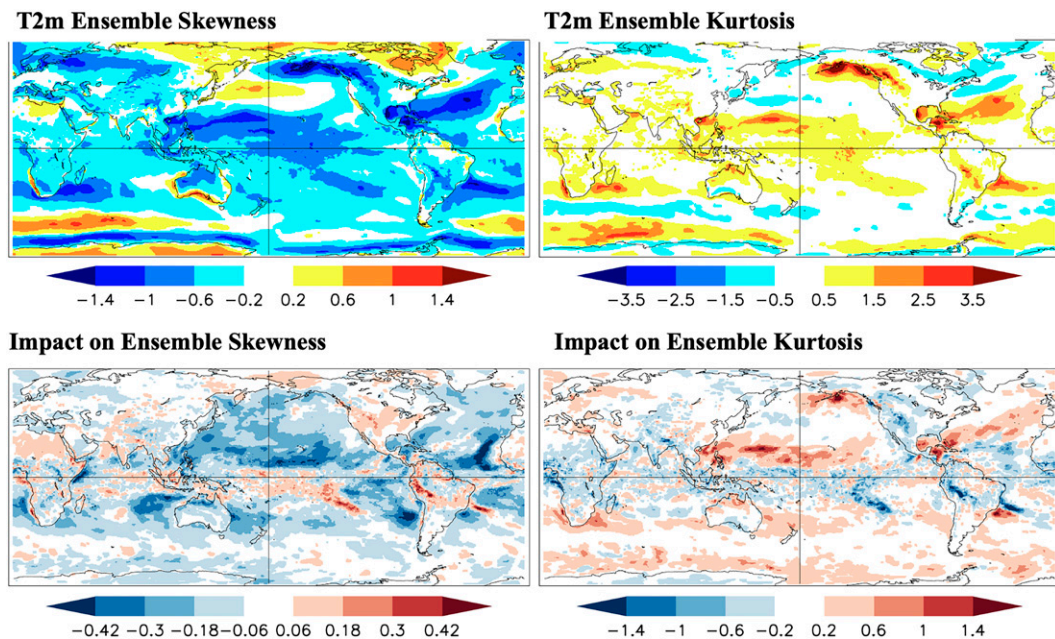 T2m Ensemble Skewness
T2m Ensemble Kurtosis
−1.4 −1 −0.6 −0.2 0.2 0.6 1 1.4
−3.5 −2.5 −1.5 −0.5 0.5 1.5 2.5 3.5
Impact on Ensemble Skewness
Impact on Ensemble Kurtosis
−0.42 −0.3 −0.18 −0.06 0.06 0.18 0.3 0.42
−1.4 −1 −0.6 −0.2 0.2 0.6 1 1.4